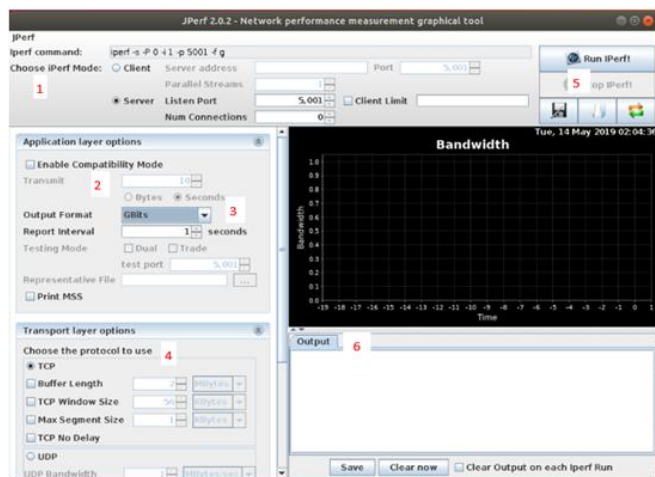 JPerf 2.0.2 - Network performance measurement graphical tool
JPerf
Iperf command: iperf -s -P 0 -i 1 -p 5001 -f g
Choose iPerf Mode: Client Server address Port 5,001
1
Parallel Streams 1
Server Listen Port 5,001 Client Limit
Num Connections 0
Run IPerf!
5
op IPerf!
Application layer options
Enable Compatibility Mode
Transmit 2 10
Bytes Seconds
Output Format GBits 3
Report Interval 1 seconds
Testing Mode Dual Trade
test port 5,001
Representative File ...
Print MSS
Transport layer options
Choose the protocol to use 4
TCP
Buffer Length 2 MBytes
TCP Window Size 56 KBytes
Max Segment Size 1 KBytes
TCP No Delay
UDP
UDP Bandwidth 1 MBytes/sec
Tue, 14 May 2019 02:04:36
Bandwidth
1.0
0.9
0.8
0.7
0.6
0.5
0.4
0.3
0.2
0.1
0.0
Bandwidth
-19 -18 -17 -16 -15 -14 -13 -12 -11 -10 -9 -8 -7 -6 -5 -4 -3 -2 -1 0 1
Time
Output 6
Save Clear now Clear Output on each Iperf Run